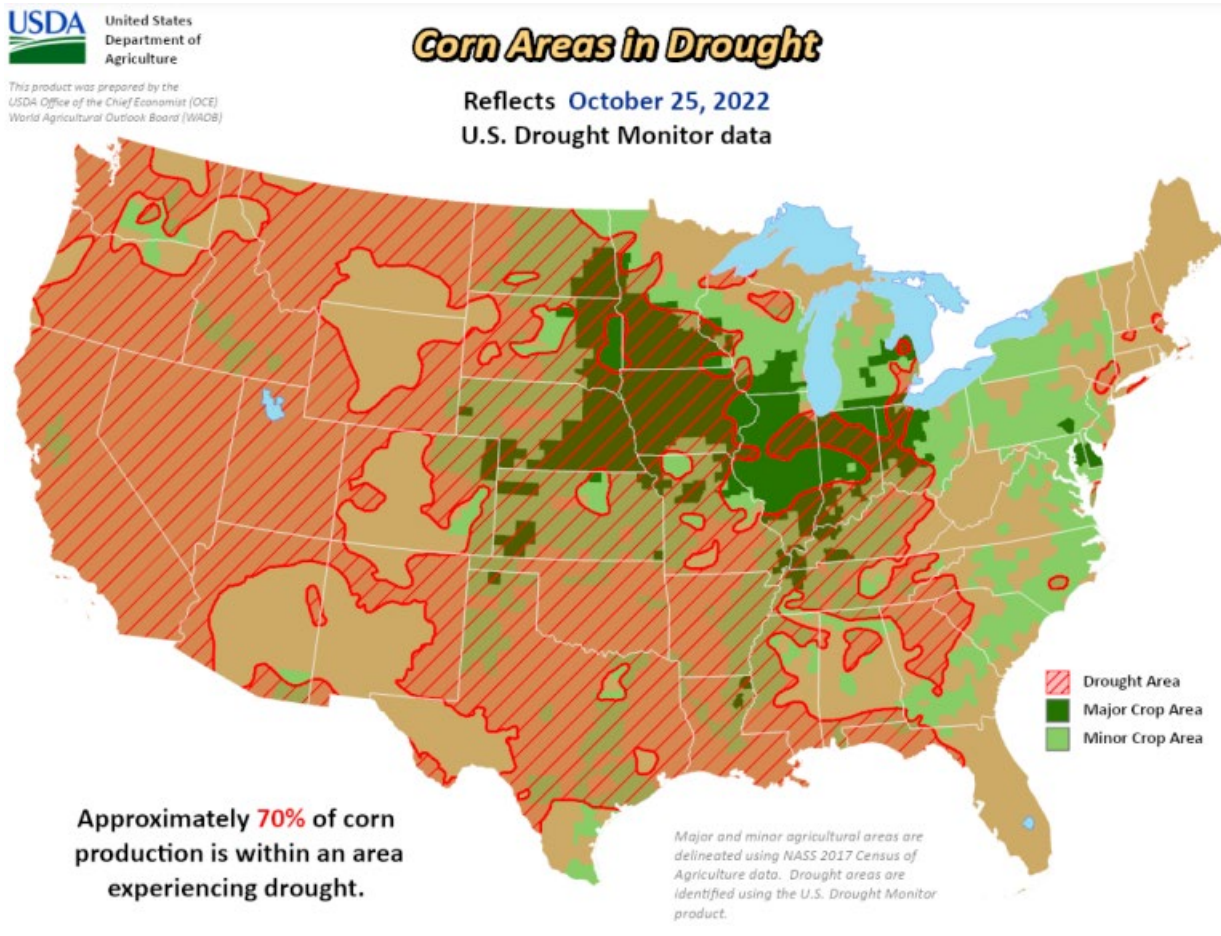 USDA
United States
Department of
Agriculture
This product was prepared by the
USDA Office of the Chief Economist (OCE)
World Agricultural Outlook Board (WAOB)
Corn Areas in Drought
Reflects October 25, 2022
U.S. Drought Monitor data
Drought Area
Major Crop Area
Minor Crop Area
Approximately 70% of corn
production is within an area
experiencing drought.
Major and minor agricultural areas are
delineated using NASS 2017 Census of
Agriculture data. Drought areas are
identified using the U.S. Drought Monitor
product.